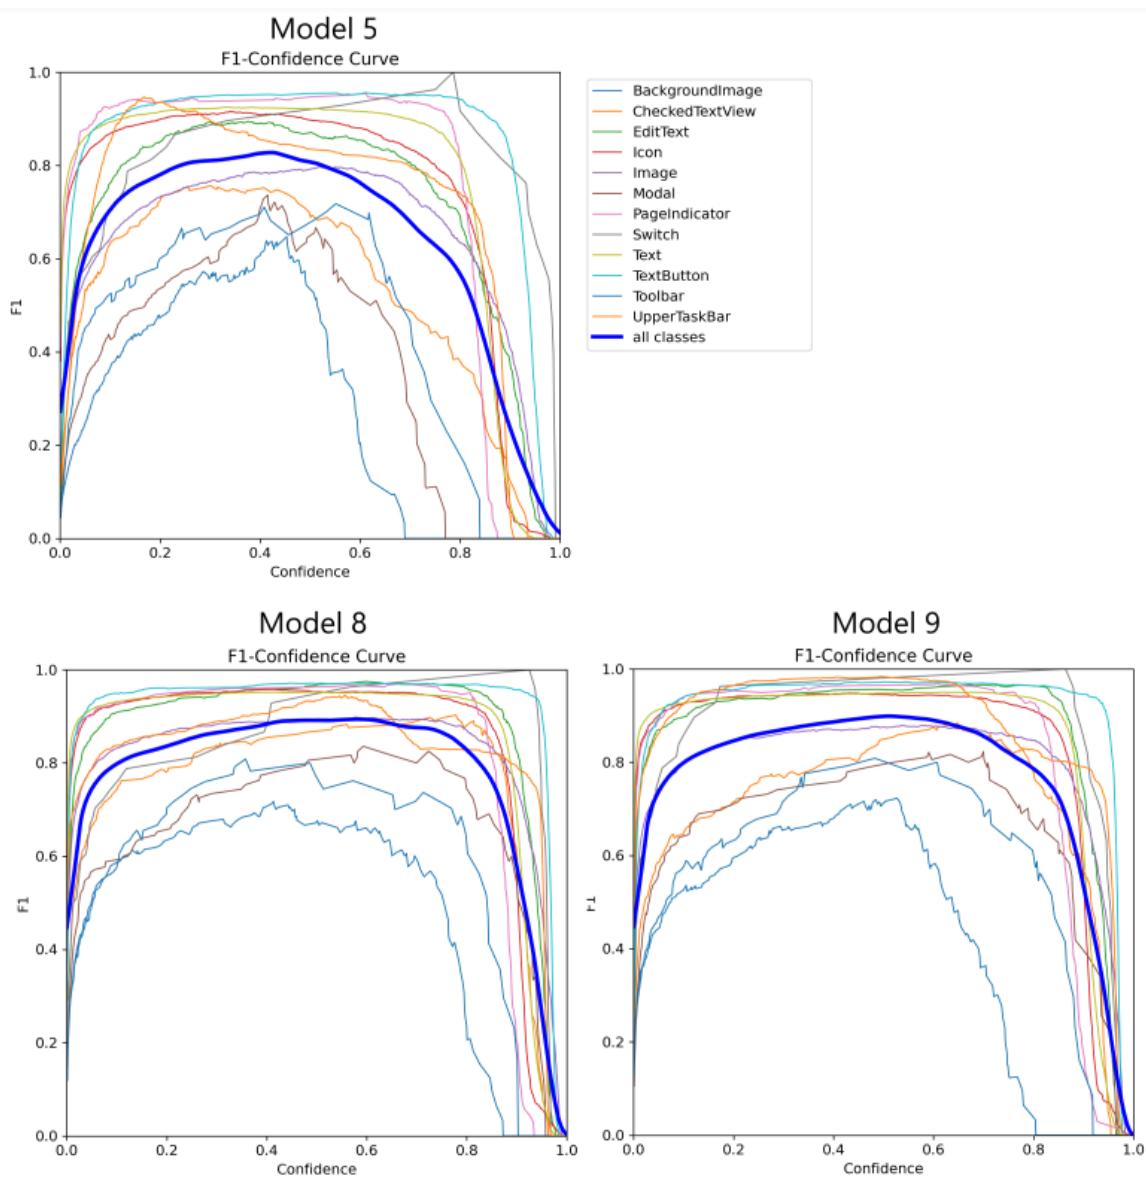 Model 5
F1-Confidence Curve
1.0
0.8
0.6
0.4
0.2
0.0
F1
0.0 0.2 0.4 0.6 0.8 1.0
Confidence
BackgroundImage
CheckedTextView
EditText
Icon
Image
Modal
PageIndicator
Switch
Text
TextButton
Toolbar
UpperTaskBar
all classes
Model 8
F1-Confidence Curve
1.0
0.8
0.6
0.4
0.2
0.0
F1
0.0 0.2 0.4 0.6 0.8 1.0
Confidence
Model 9
F1-Confidence Curve
1.0
0.8
0.6
0.4
0.2
0.0
F1
0.0 0.2 0.4 0.6 0.8 1.0
Confidence